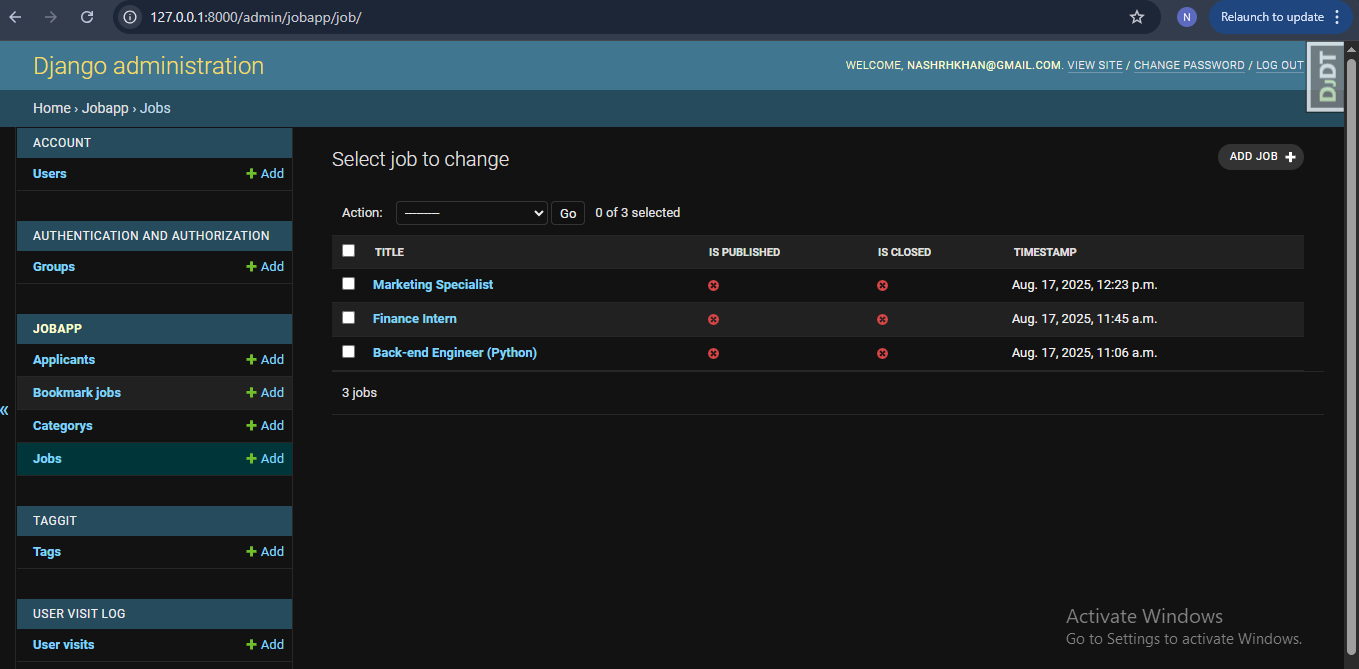 127.0.0.1:8000/admin/jobapp/job/
N
Relaunch to update
Django administration
WELCOME, NASHRHKHAN@GMAIL.COM. VIEW SITE / CHANGE PASSWORD / LOG OUT
DJDT
Home › Jobapp › Jobs
ACCOUNT
Users
Add
AUTHENTICATION AND AUTHORIZATION
Groups
Add
JOBAPP
Applicants
Add
Bookmark jobs
Add
Categorys
Add
Jobs
Add
TAGGIT
Tags
Add
USER VISIT LOG
User visits
Add
«
Select job to change
ADD JOB
Action: --------- Go 0 of 3 selected
TITLE IS PUBLISHED IS CLOSED TIMESTAMP
Marketing Specialist Aug. 17, 2025, 12:23 p.m.
Finance Intern Aug. 17, 2025, 11:45 a.m.
Back-end Engineer (Python) Aug. 17, 2025, 11:06 a.m.
3 jobs
Activate Windows
Go to Settings to activate Windows.